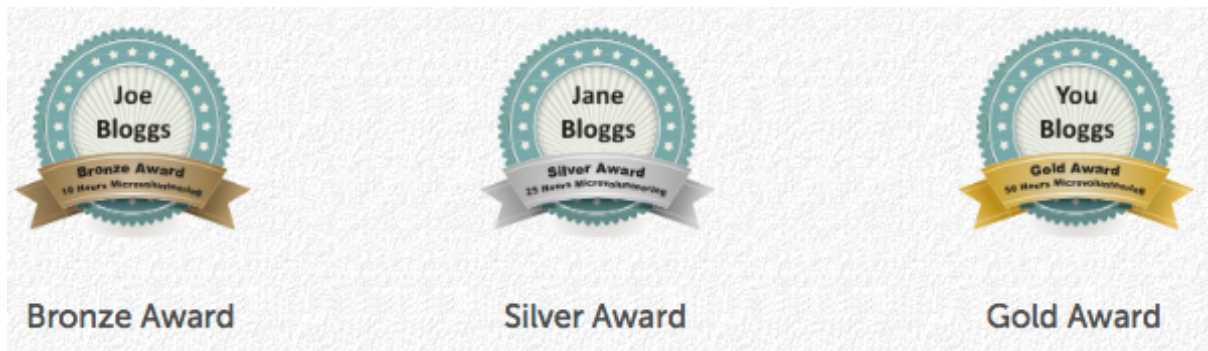 Joe
Bloggs
Bronze Award
10 Hours Microvolunteering
Jane
Bloggs
Silver Award
25 Hours Microvolunteering
You
Bloggs
Gold Award
50 Hours Microvolunteering
Bronze Award
Silver Award
Gold Award